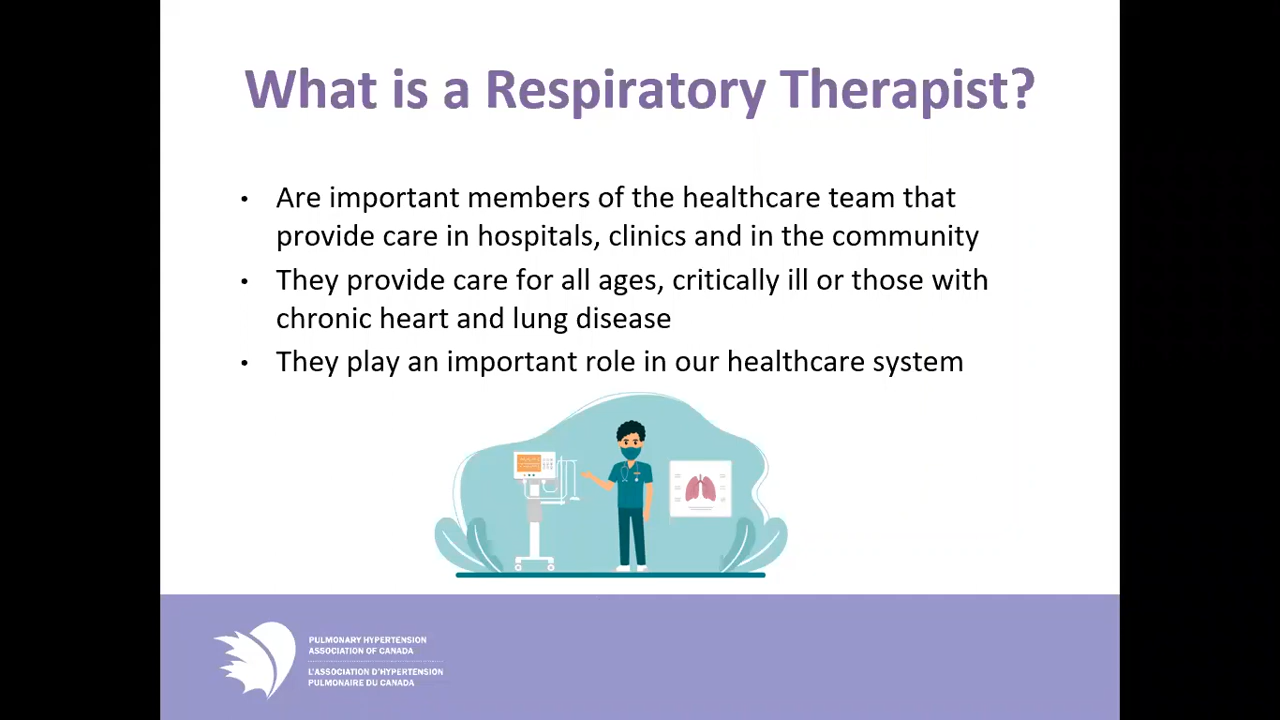 What is a Respiratory Therapist?
• Are important members of the healthcare team that
provide care in hospitals, clinics and in the community
• They provide care for all ages, critically ill or those with
chronic heart and lung disease
• They play an important role in our healthcare system
PULMONARY HYPERTENSION
ASSOCIATION OF CANADA
L'ASSOCIATION D'HYPERTENSION
PULMONAIRE DU CANADA